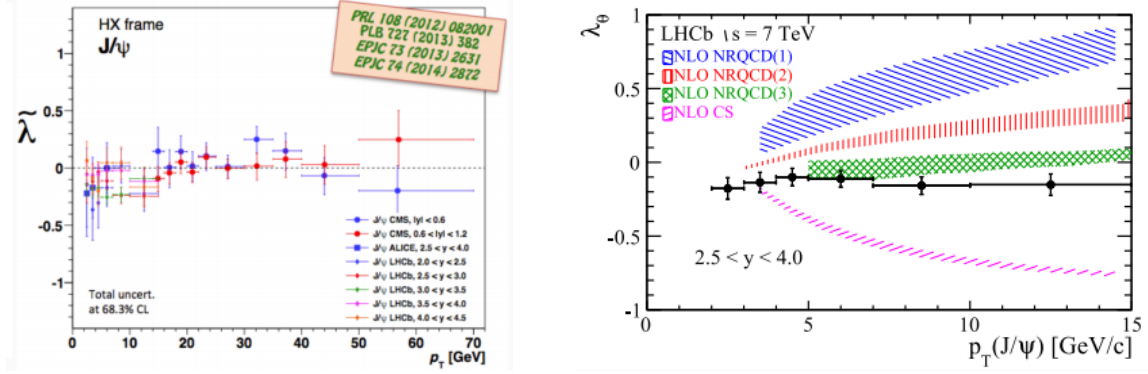 HX frame
J/ψ
PRL 108 (2012) 082001
PLB 727 (2013) 382
EPJC 73 (2013) 2631
EPJC 74 (2014) 2872
λ̃
1
0.5
0
-0.5
-1
J/ψ CMS, |y| < 0.6
J/ψ CMS, 0.6 < |y| < 1.2
J/ψ ALICE, 2.5 < y < 4.0
J/ψ LHCb, 2.0 < y < 2.5
J/ψ LHCb, 2.5 < y < 3.0
J/ψ LHCb, 3.0 < y < 3.5
J/ψ LHCb, 3.5 < y < 4.0
J/ψ LHCb, 4.0 < y < 4.5
Total uncert.
at 68.3% CL
0 10 20 30 40 50 60 70
p_T [GeV]
λ_θ
1
0.5
0
-0.5
-1
LHCb \s = 7 TeV
NLO NRQCD(1)
NLO NRQCD(2)
NLO NRQCD(3)
NLO CS
2.5 < y < 4.0
0 5 10 15
p_T(J/ψ) [GeV/c]